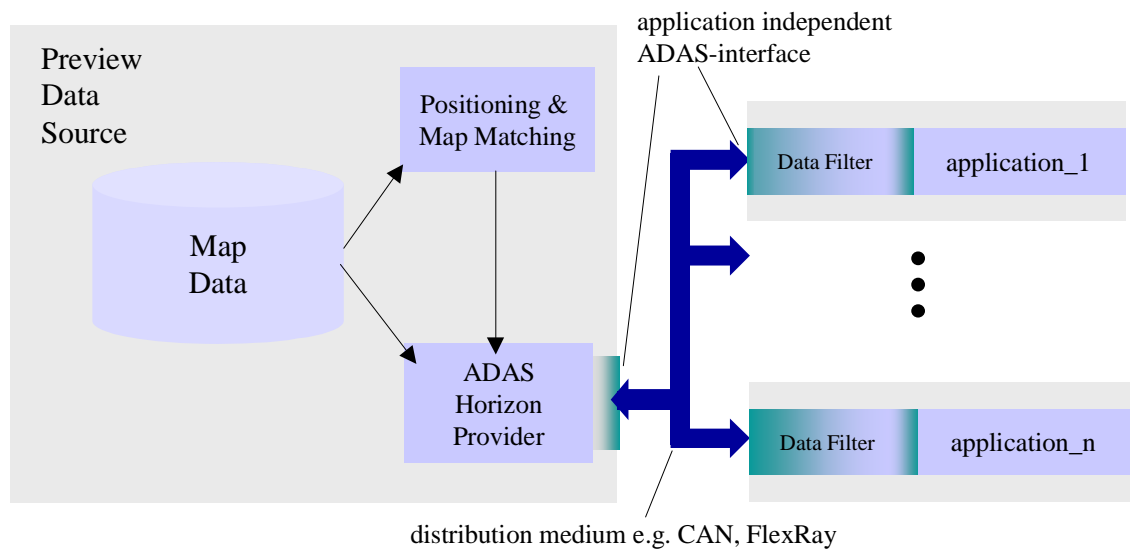 Preview
Data
Source
Positioning &
Map Matching
Map
Data
ADAS
Horizon
Provider
application independent
ADAS-interface
Data Filter
application_1
Data Filter
application_n
distribution medium e.g. CAN, FlexRay